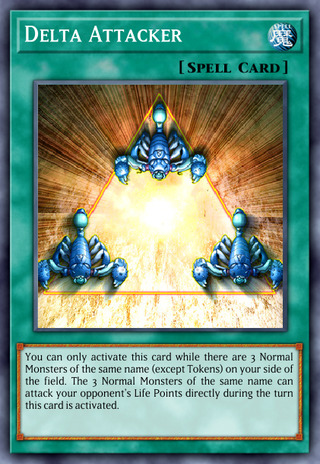 Delta Attacker
魔
[Spell Card]
You can only activate this card while there are 3 Normal
Monsters of the same name (except Tokens) on your side of
the field. The 3 Normal Monsters of the same name can
attack your opponent's Life Points directly during the turn
this card is activated.